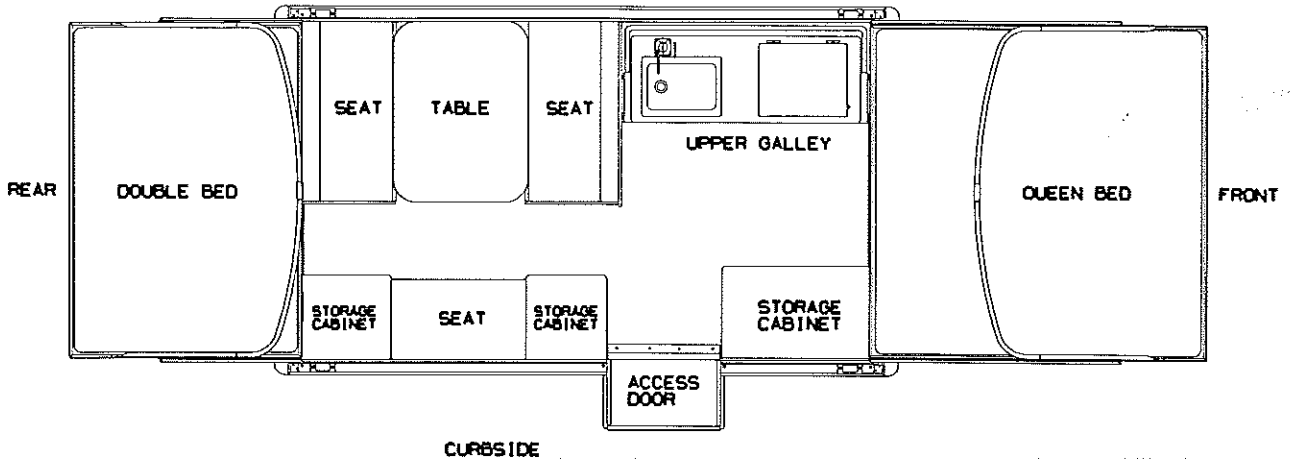 SEAT
TABLE
SEAT
UPPER GALLEY
REAR
DOUBLE BED
QUEEN BED
FRONT
STORAGE
CABINET
SEAT
STORAGE
CABINET
STORAGE
CABINET
ACCESS
DOOR
CURBSIDE